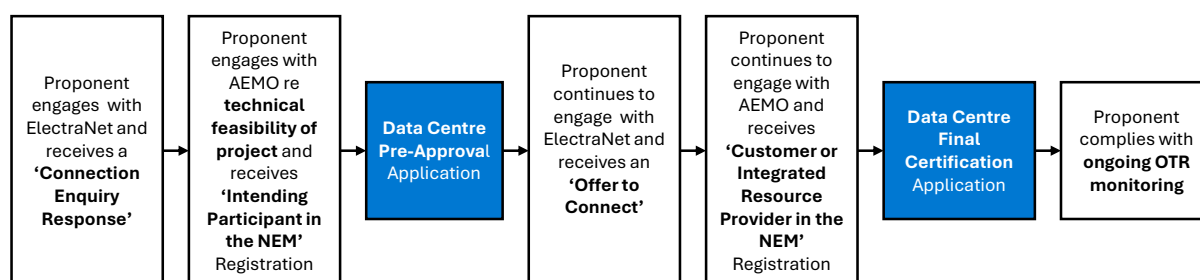 Proponent
engages with
ElectraNet and
receives a
‘Connection
Enquiry
Response’
Proponent
engages with
AEMO re
technical
feasibility of
project and
receives
‘Intending
Participant in
the NEM’
Registration
Data Centre
Pre-Approval
Application
Proponent
continues to
engage with
ElectraNet and
receives an
‘Offer to
Connect’
Proponent
continues to
engage with
AEMO and
receives
‘Customer or
Integrated
Resource
Provider in the
NEM’
Registration
Data Centre
Final
Certification
Application
Proponent
complies with
ongoing OTR
monitoring